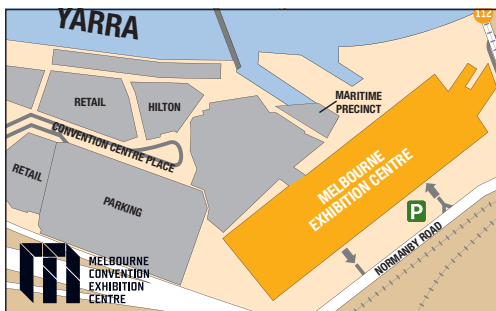 YARRA
112
RETAIL
HILTON
MARITIME
PRECINCT
CONVENTION CENTRE PLACE
RETAIL
PARKING
MELBOURNE
EXHIBITION CENTRE
P
NORMANBY ROAD
MELBOURNE
CONVENTION
EXHIBITION
CENTRE